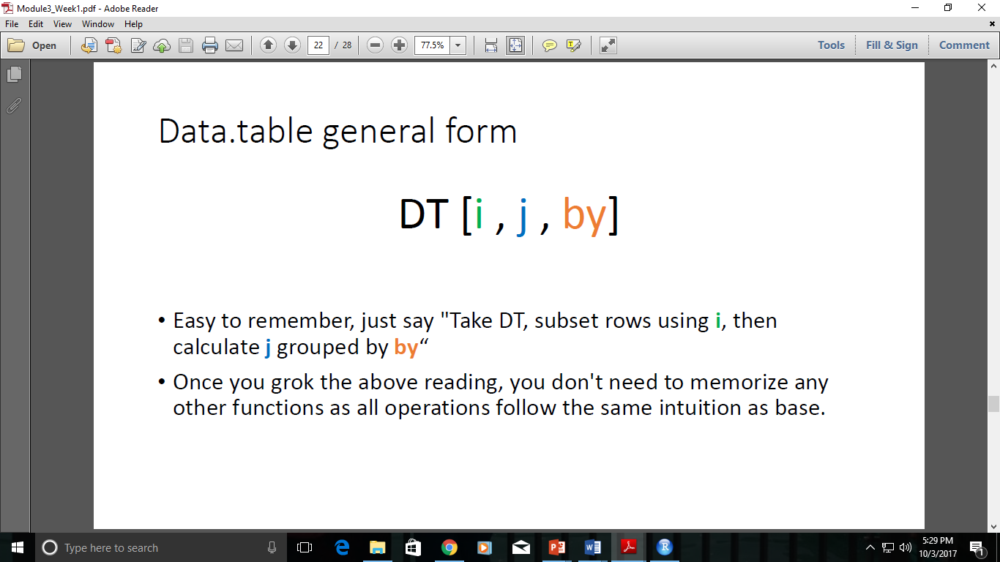 Module3_Week1.pdf - Adobe Reader
File Edit View Window Help
Open 22 / 28 77.5% Tools Fill & Sign Comment
Data.table general form
DT [i , j , by]
• Easy to remember, just say "Take DT, subset rows using i, then
calculate j grouped by by“
• Once you grok the above reading, you don't need to memorize any
other functions as all operations follow the same intuition as base.
Type here to search
5:29 PM
10/3/2017
1